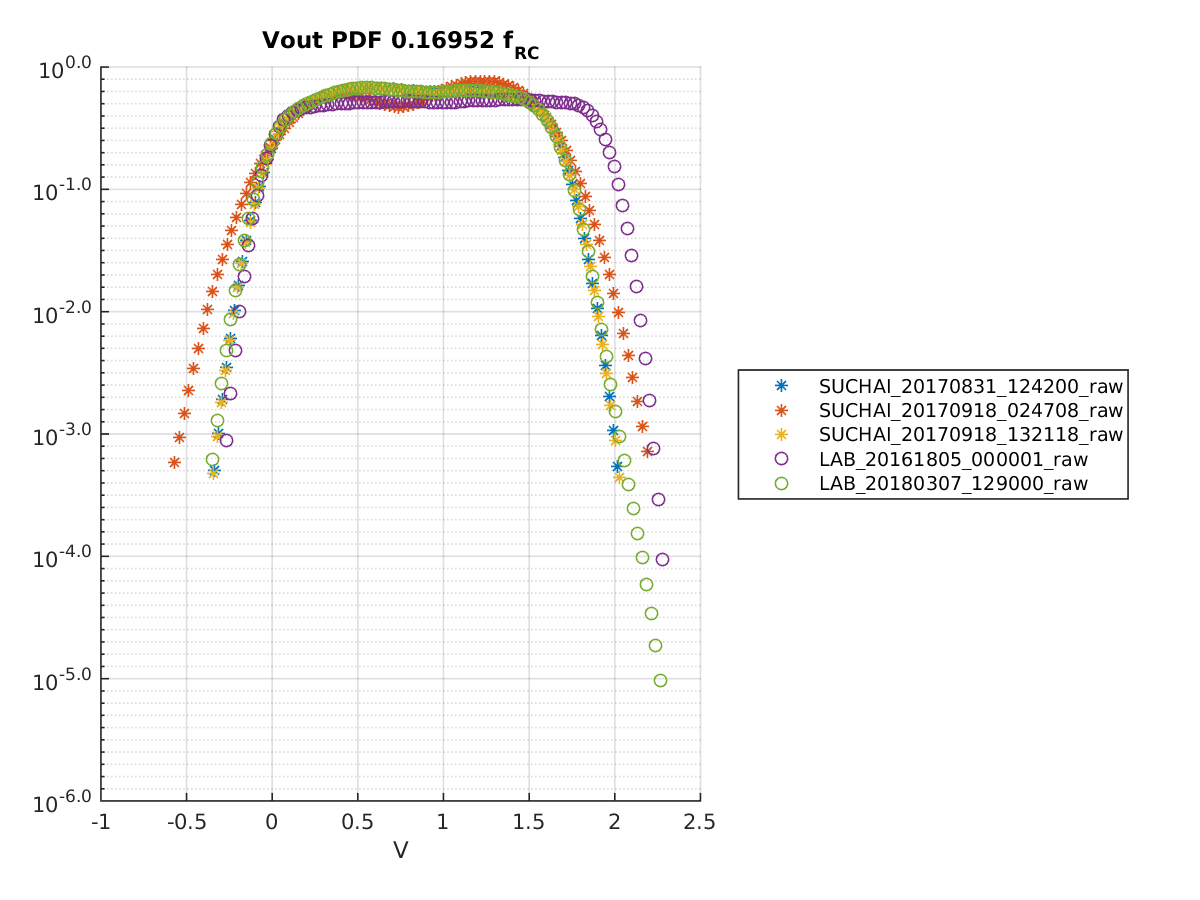 Vout PDF 0.16952 f_RC
10^0.0
10^-1.0
10^-2.0
10^-3.0
10^-4.0
10^-5.0
10^-6.0
-1 -0.5 0 0.5 1 1.5 2 2.5
V
SUCHAI_20170831_124200_raw
SUCHAI_20170918_024708_raw
SUCHAI_20170918_132118_raw
LAB_20161805_000001_raw
LAB_20180307_129000_raw